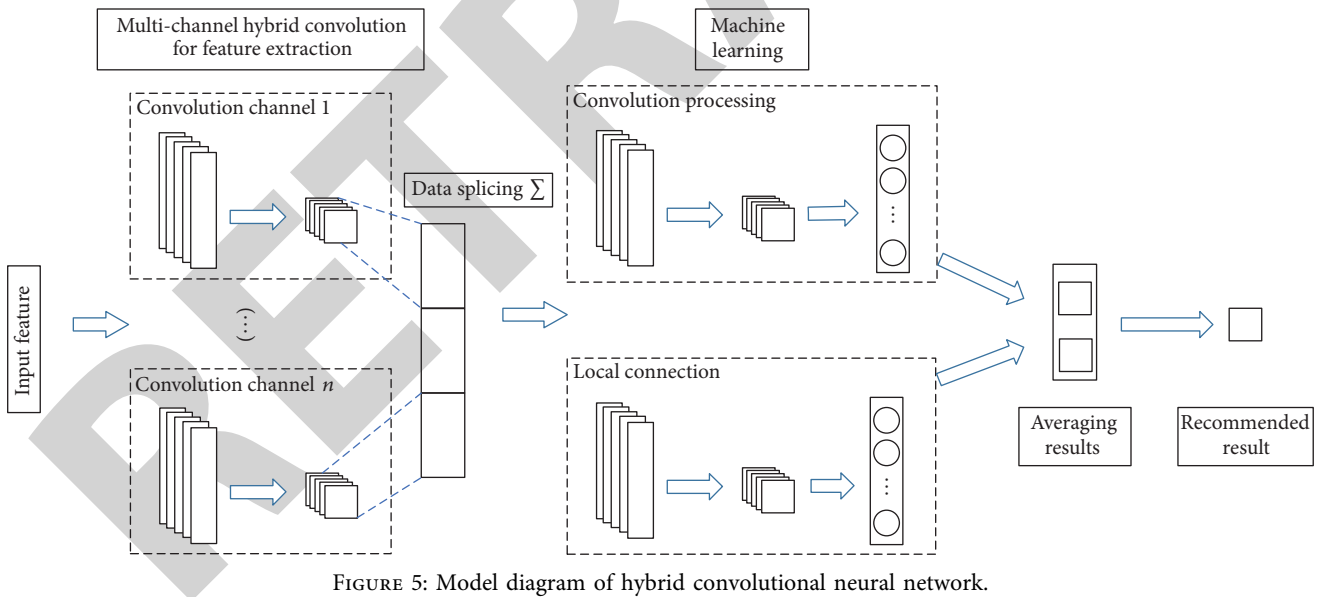 Multi-channel hybrid convolution
for feature extraction
Machine
learning
Convolution channel 1
Convolution processing
Data splicing ∑
Input feature
(···)
Convolution channel n
Local connection
...
...
Averaging
results
Recommended
result
FIGURE 5: Model diagram of hybrid convolutional neural network.
RETRA